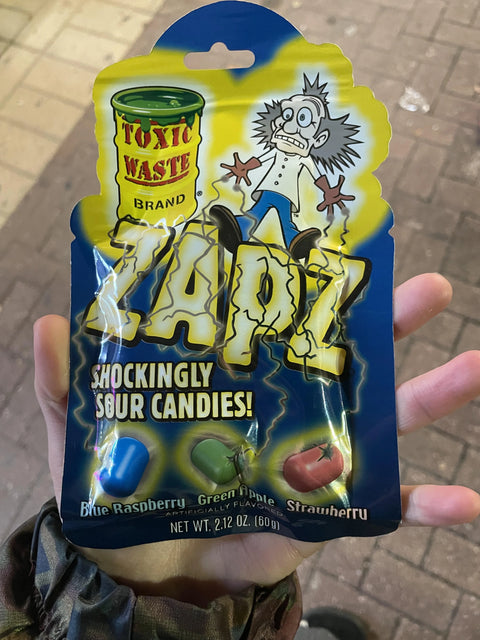 TOXIC
WASTE
BRAND
®
ZAPZ
SHOCKINGLY
SOUR CANDIES!
Blue Raspberry Green Apple Strawberry
ARTIFICIALLY FLAVORED
NET WT. 2.12 OZ. (60g)